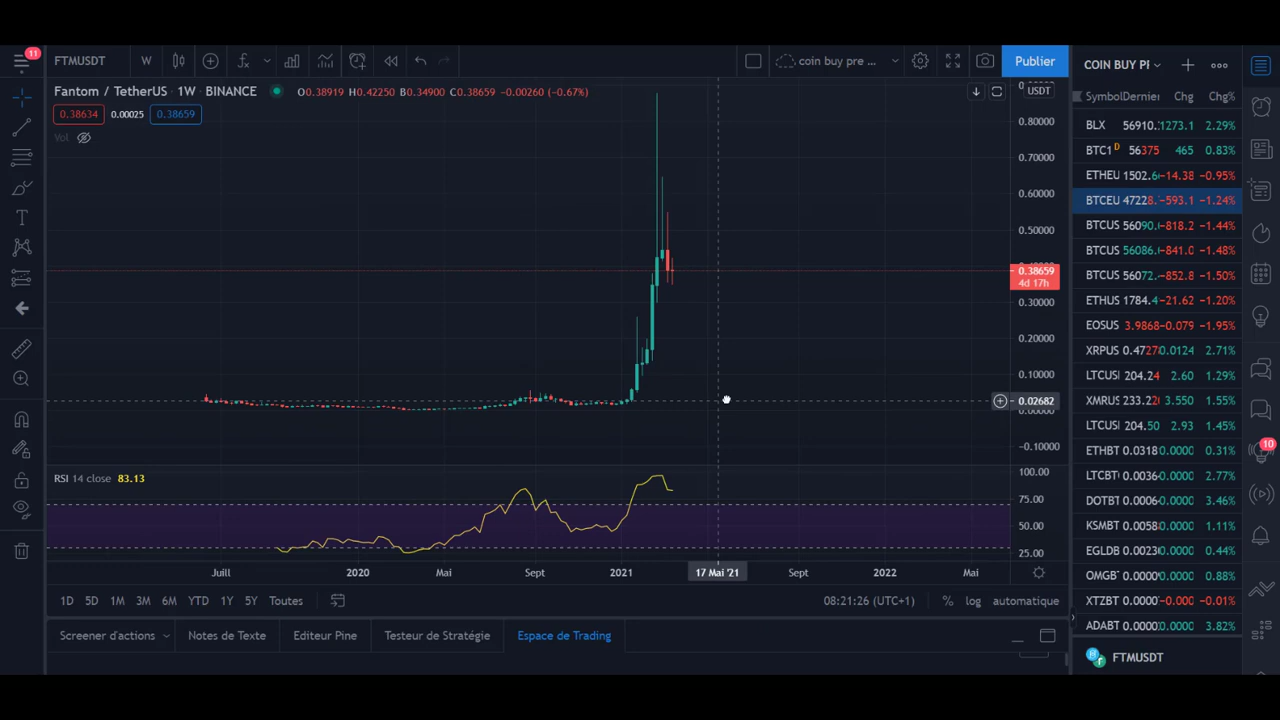 11
FTMUSDT W coin buy pre ... Publier
COIN BUY PI
Fantom / TetherUS · 1W · BINANCE O0.38919 H0.42250 B0.34900 C0.38659 -0.00260 (-0.67%)
0.38634 0.00025 0.38659
Vol
USDT
0.80000
0.70000
0.60000
0.50000
0.38659
4d 17h
0.30000
0.10000
0.02682
-0.10000
RSI 14 close 83.13
100.00
75.00
50.00
25.00
Juill 2020 Mai Sept 2021 17 Mai '21 Sept 2022 Mai
1D 5D 1M 3M 6M YTD 1Y 5Y Toutes 08:21:26 (UTC+1) % log automatique
Screener d'actions Notes de Texte Editeur Pine Testeur de Stratégie Espace de Trading
Symbol Dernier Chg Chg%
BLX 56910. 1273.1 2.29%
BTC1 D 56375 465 0.83%
ETHEU 1502.6 -14.38 -0.95%
BTCEU 47228. -593.1 -1.24%
BTCUS 56090. -818.2 -1.44%
BTCUS 56086. -841.0 -1.48%
BTCUS 56072. -852.8 -1.50%
ETHUS 1784.4 -21.62 -1.20%
EOSUS 3.9868 -0.079 -1.95%
XRPUS 0.4727 0.0124 2.71%
LTCUSI 204.24 2.60 1.29%
XMRUS 233.22 3.550 1.55%
LTCUSI 204.50 2.93 1.45%
ETHBT 0.0318 0.0000 0.31%
LTCBT 0.0036 0.0000 2.77%
DOTBT 0.0006 0.0000 3.46%
KSMBT 0.0058 0.0000 1.11%
EGLDB 0.0023 0.0000 0.44%
OMGB 0.0000 0.0000 0.88%
XTZBT 0.0000 -0.000 -0.01%
ADABT 0.0000 0.0000 3.82%
FTMUSDT
10